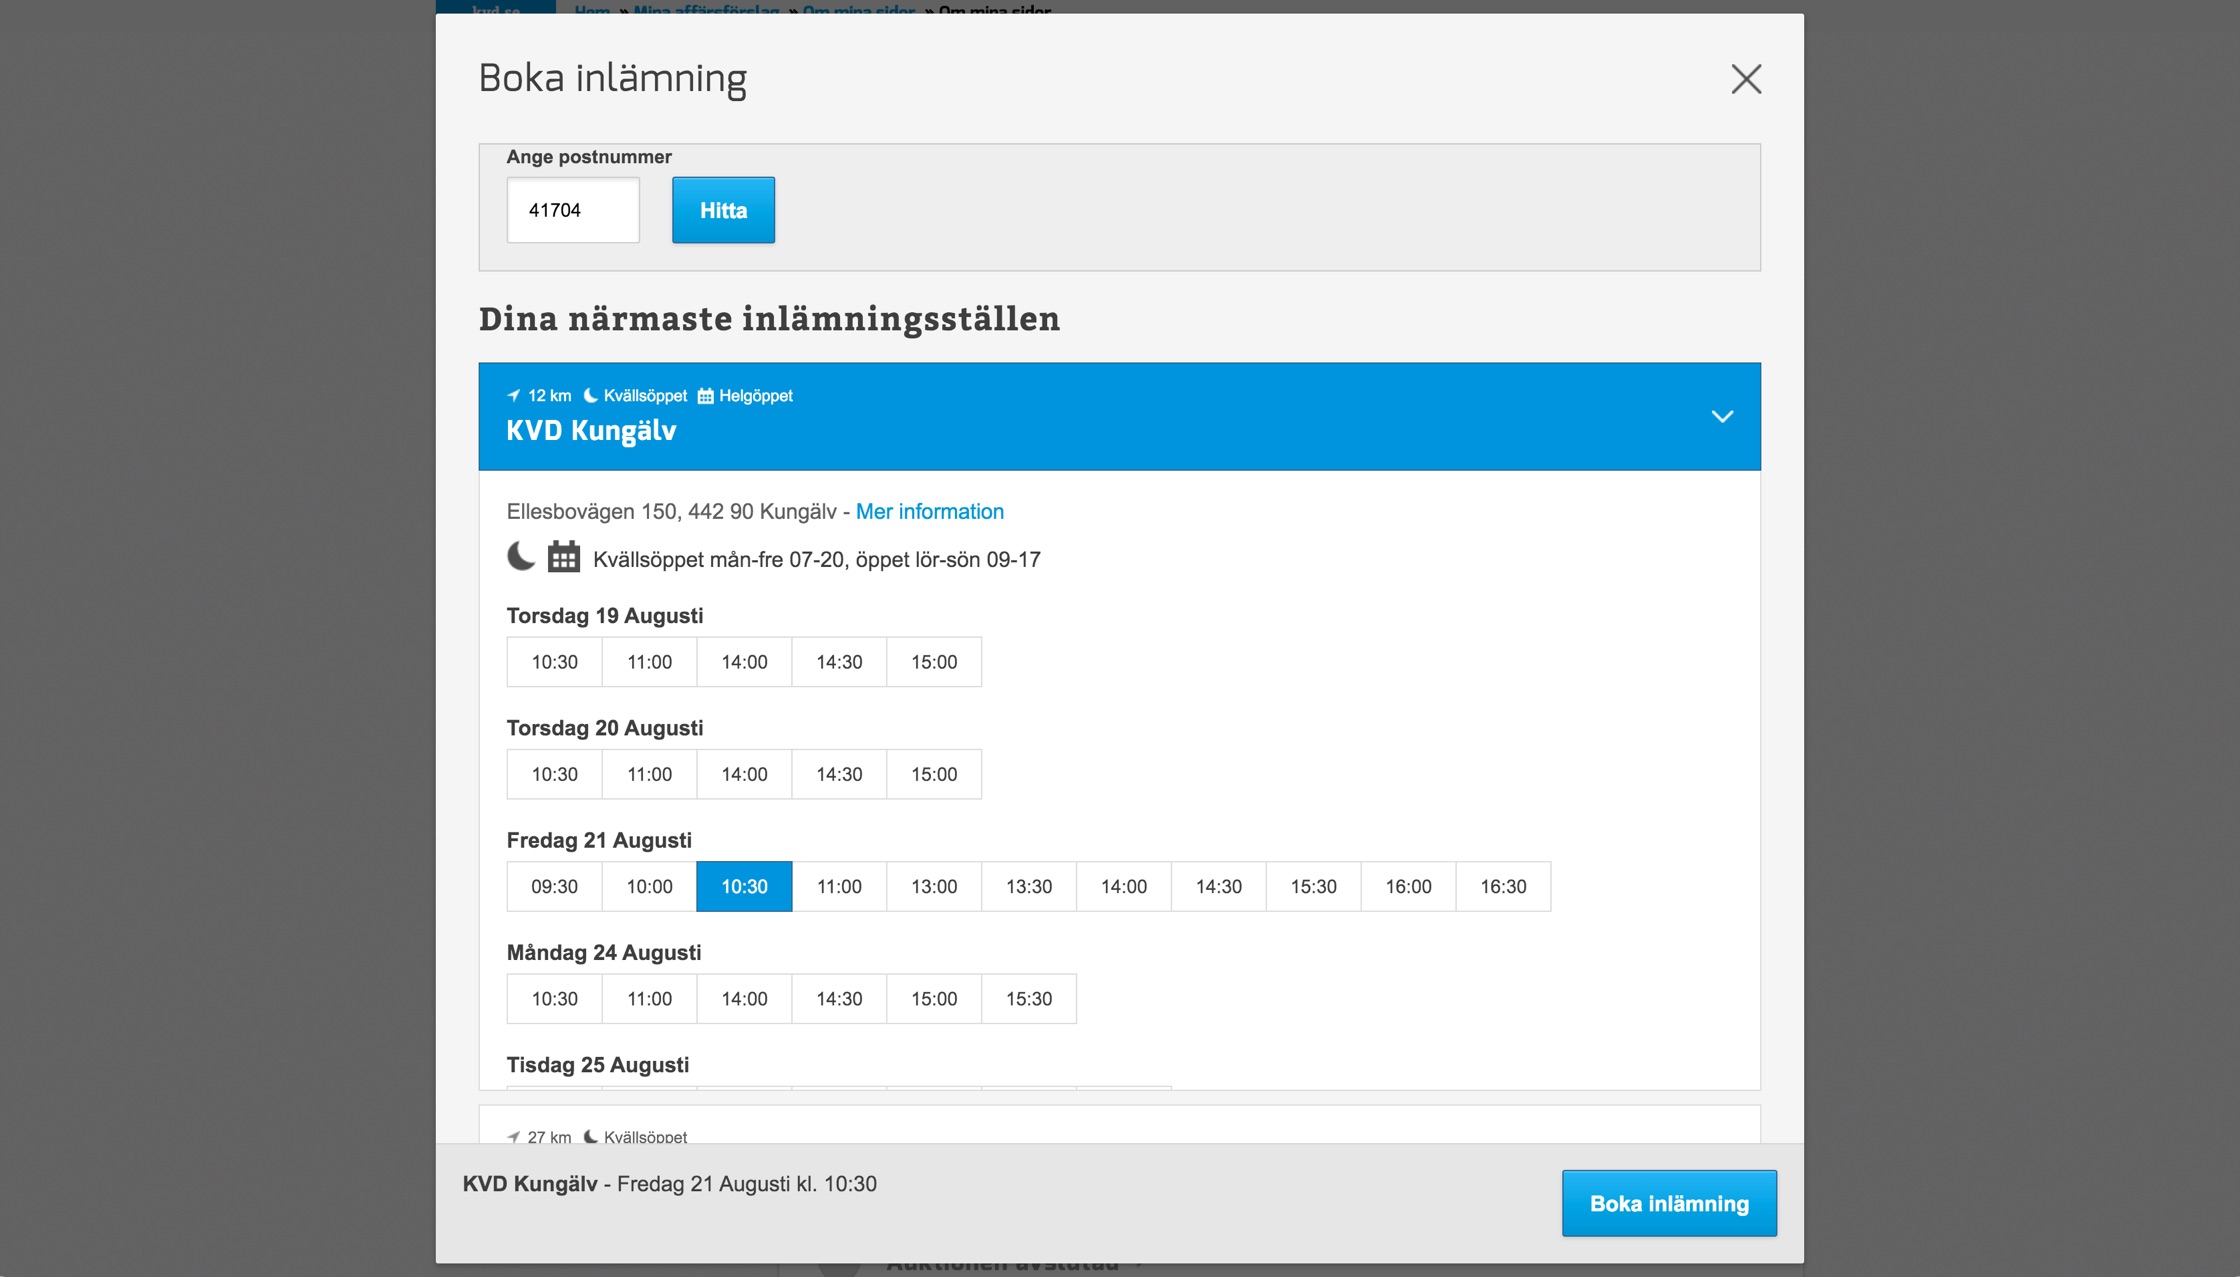 kvd.se Hem » Mina affärsförslag » Om mina sidor » Om mina sidor
Boka inlämning
Ange postnummer
41704 Hitta
Dina närmaste inlämningsställen
12 km Kvällsöppet Helgöppet
KVD Kungälv
Ellesbovägen 150, 442 90 Kungälv - Mer information
Kvällsöppet mån-fre 07-20, öppet lör-sön 09-17
Torsdag 19 Augusti
10:30 11:00 14:00 14:30 15:00
Torsdag 20 Augusti
10:30 11:00 14:00 14:30 15:00
Fredag 21 Augusti
09:30 10:00 10:30 11:00 13:00 13:30 14:00 14:30 15:30 16:00 16:30
Måndag 24 Augusti
10:30 11:00 14:00 14:30 15:00 15:30
Tisdag 25 Augusti
27 km Kvällsöppet
KVD Kungälv - Fredag 21 Augusti kl. 10:30
Boka inlämning
Auktionen avslutad